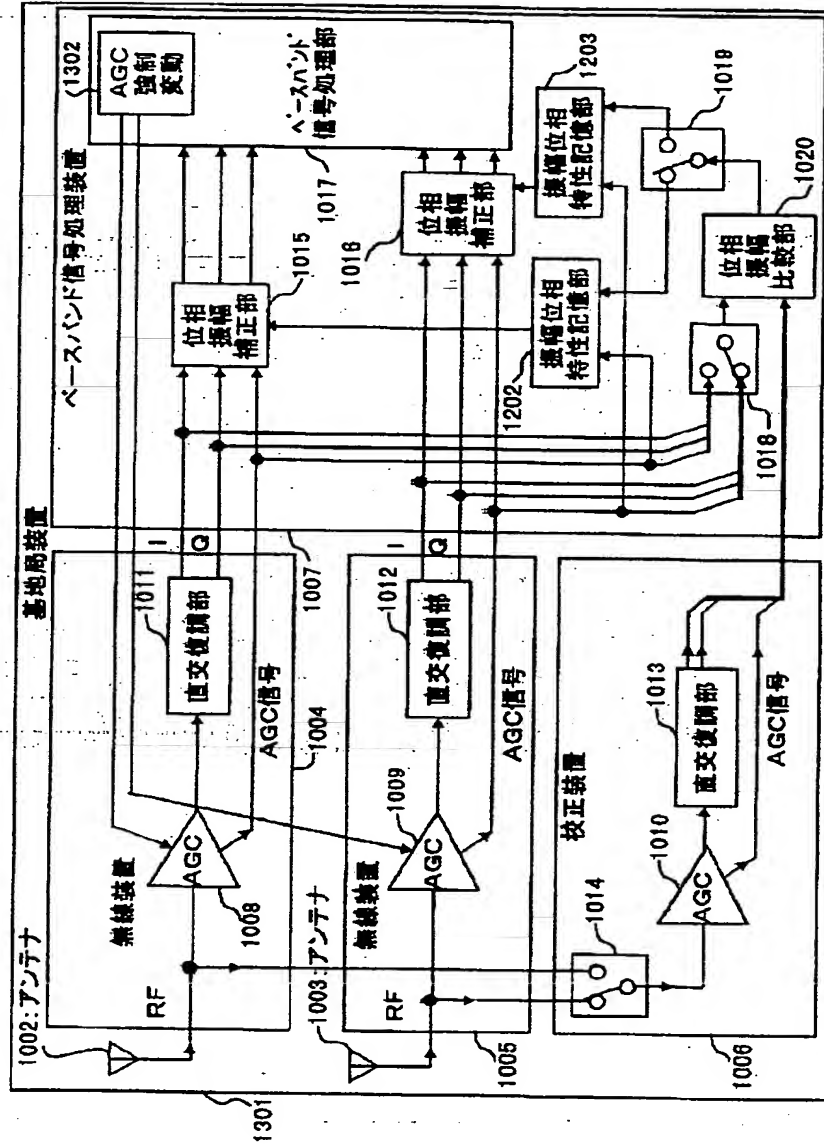 基地局装置
1301
1002:アンテナ
RF
無線装置
AGC
1008
AGC信号
1004
1011
直交復調部
I
Q
1003:アンテナ
RF
無線装置
AGC
1009
AGC信号
1005
1012
直交復調部
I
Q
校正装置
1014
AGC
1010
1013
直交復調部
AGC信号
1006
1007
ベースバンド信号処理装置
1302
AGC
強制
変動
ベースバンド
信号処理部
1017
位相
振幅
補正部
1015
位相
振幅
補正部
1016
振幅位相
特性記憶部
1202
振幅位相
特性記憶部
1203
1019
1018
位相
振幅
比較部
1020